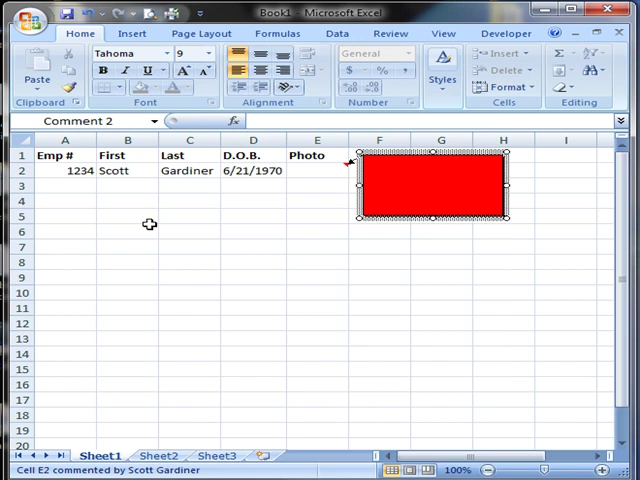 Book1 - Microsoft Excel
Home Insert Page Layout Formulas Data Review View Developer
Paste
Clipboard
Tahoma 9
B I U A A
Font
Alignment
General
$ % ,
Number
Styles
Insert
Delete
Format
Cells
Σ
Editing
Comment 2 fx
A B C D E F G H I
1 Emp # First Last D.O.B. Photo
2 1234 Scott Gardiner 6/21/1970
3
4
5
6
7
8
9
10
11
12
13
14
15
16
17
18
19
20
Sheet1 Sheet2 Sheet3
Cell E2 commented by Scott Gardiner 100%